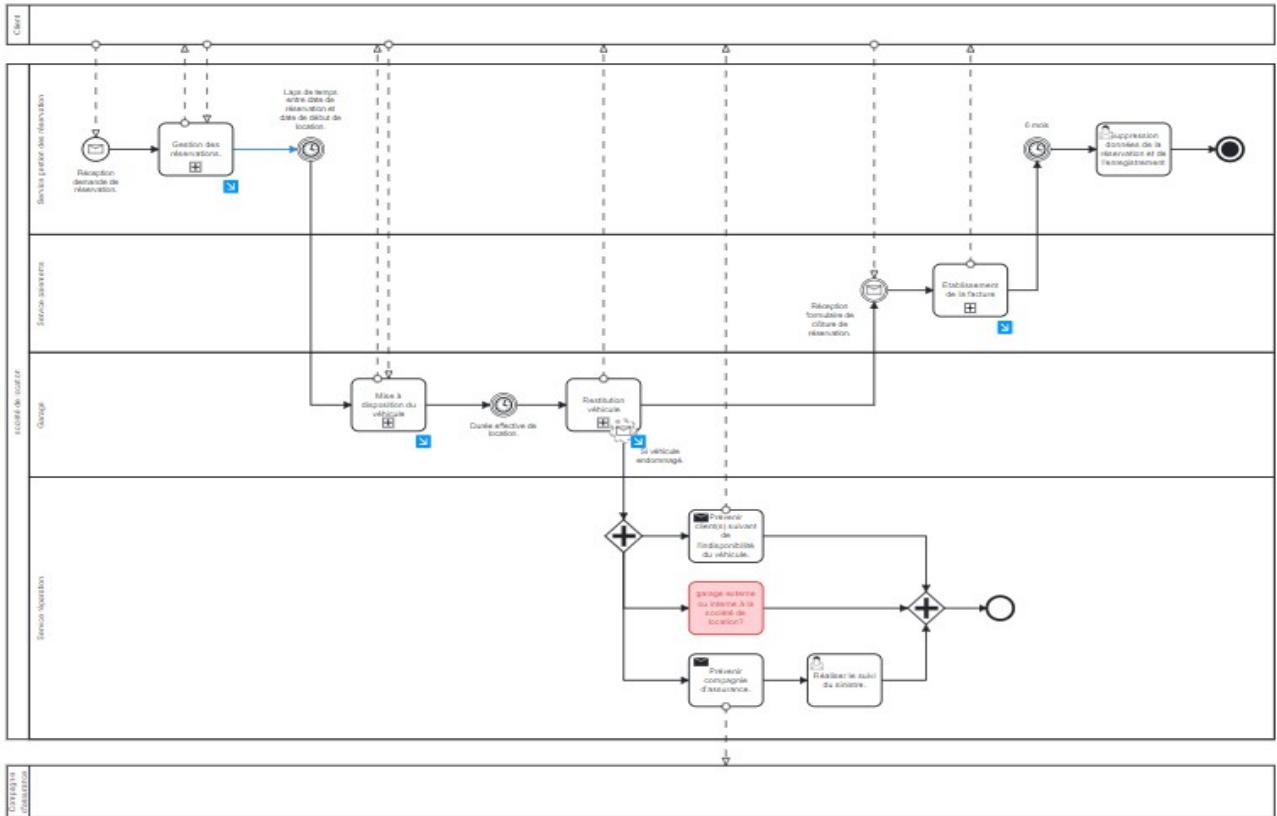 Client
société de location
Service gestion des réservation
Laps de temps
entre date de
réservation et
date de début de
location.
Gestion des
réservations.
Réception
demande de
réservation.
6 mois
Suppression
données de la
réservation et de
l'enregistrement
Service paiements
Etablissement
de la facture
Réception
formulaire de
clôture de
réservation.
Garage
Mise à
disposition du
véhicule
Durée effective de
location.
Restitution
véhicule
Si véhicule
endommagé.
Service réparation
Prévenir
client(s) suivant
de
l'indisponibilité
du véhicule.
garage externe
ou interne à la
société de
location?
Prévenir
compagnie
d'assurance.
Réaliser le suivi
du sinistre.
Compagnie
d'assurance